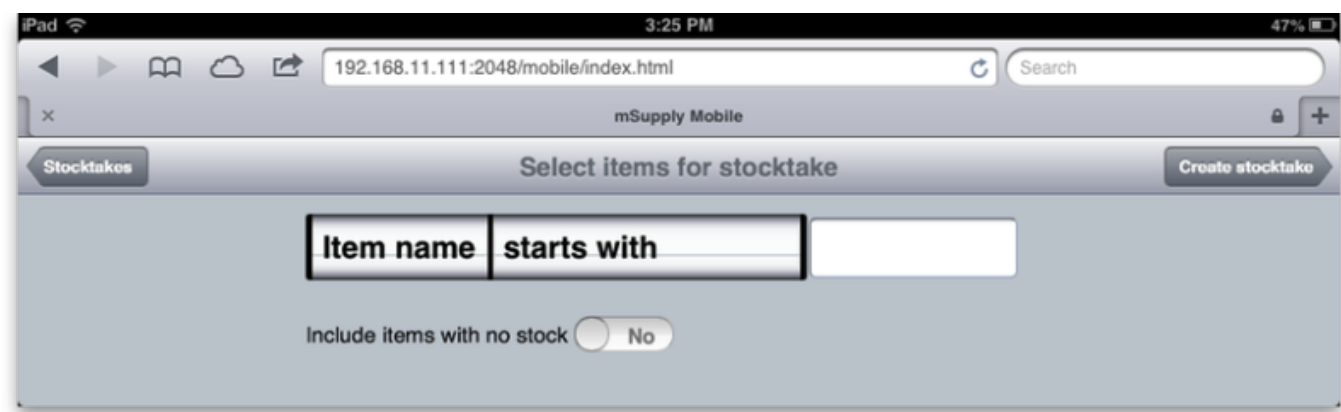 iPad 3:25 PM 47%
192.168.11.111:2048/mobile/index.html Search
mSupply Mobile
Stocktakes Select items for stocktake Create stocktake
Item name starts with
Include items with no stock No